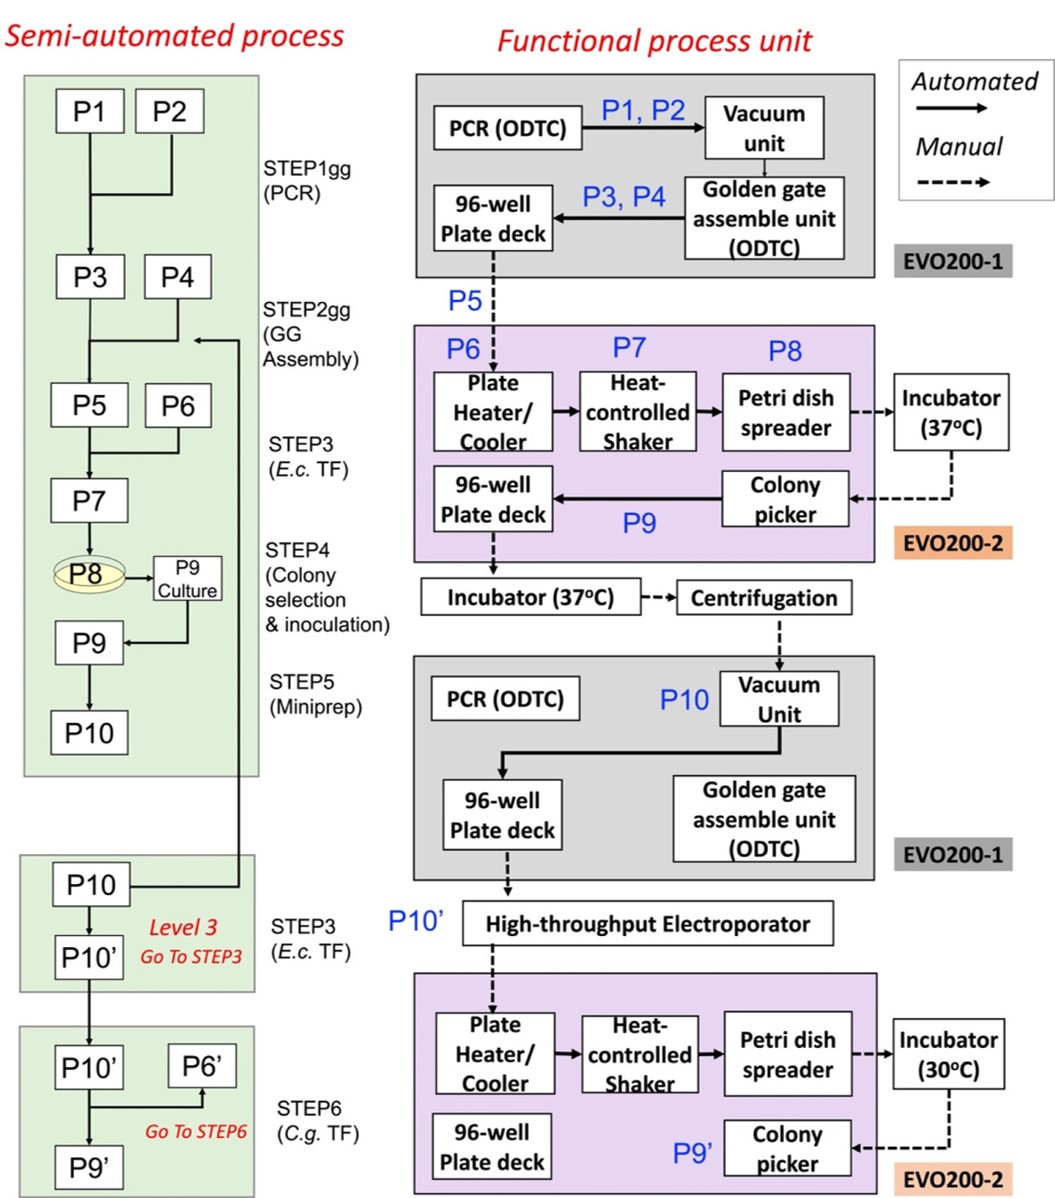 Semi-automated process
P1
P2
STEP1gg
(PCR)
P3
P4
STEP2gg
(GG
Assembly)
P5
P6
STEP3
(E.c. TF)
P7
P8
P9
Culture
STEP4
(Colony
selection
& inoculation)
P9
STEP5
(Miniprep)
P10
P10
Level 3
Go To STEP3
P10’
STEP3
(E.c. TF)
P10’
P6’
Go To STEP6
P9’
STEP6
(C.g. TF)
Functional process unit
Automated
Manual
PCR (ODTC)
P1, P2
Vacuum
unit
96-well
Plate deck
P3, P4
Golden gate
assemble unit
(ODTC)
EVO200-1
P5
P6
P7
P8
Plate
Heater/
Cooler
Heat-
controlled
Shaker
Petri dish
spreader
Incubator
(37ºC)
96-well
Plate deck
P9
Colony
picker
EVO200-2
Incubator (37ºC)
Centrifugation
PCR (ODTC)
P10
Vacuum
Unit
96-well
Plate deck
Golden gate
assemble unit
(ODTC)
EVO200-1
P10’
High-throughput Electroporator
Plate
Heater/
Cooler
Heat-
controlled
Shaker
Petri dish
spreader
Incubator
(30ºC)
96-well
Plate deck
P9’
Colony
picker
EVO200-2